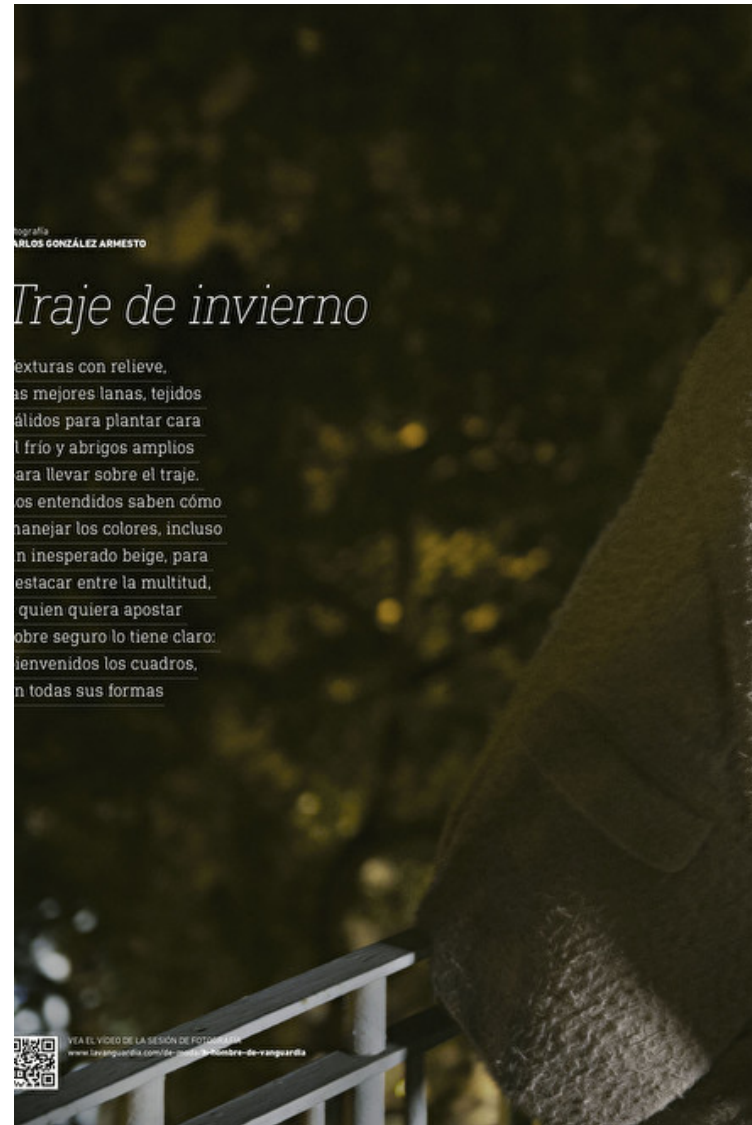 tografía
ARLOS GONZÁLEZ ARMESTO
Traje de invierno
exturas con relieve,
as mejores lanas, tejidos
álidos para plantar cara
l frío y abrigos amplios
ara llevar sobre el traje.
os entendidos saben cómo
anejar los colores, incluso
n inesperado beige, para
estacar entre la multitud,
quien quiera apostar
obre seguro lo tiene claro:
ienvenidos los cuadros,
n todas sus formas
VEA EL VÍDEO DE LA SESIÓN DE FOTOGRAFÍA
www.lavanguardia.com/de-moda/h-hombre-de-vanguardia